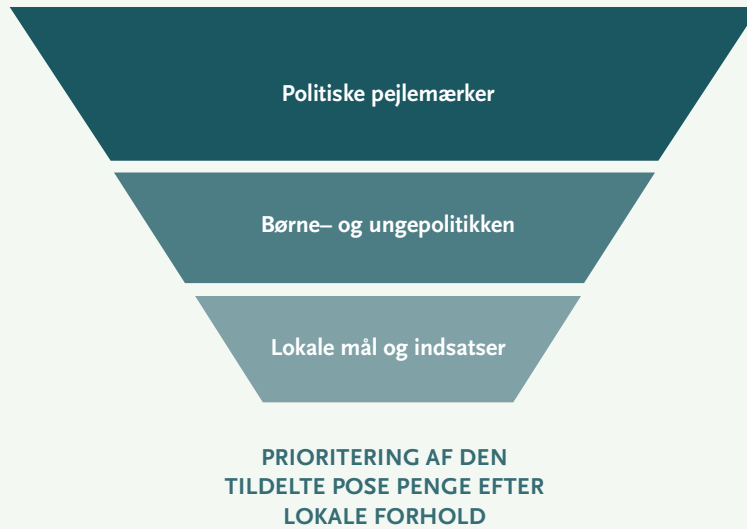 Politiske pejlemærker
Børne– og ungepolitikken
Lokale mål og indsatser
PRIORITERING AF DEN
TILDELTE POSE PENGE EFTER
LOKALE FORHOLD